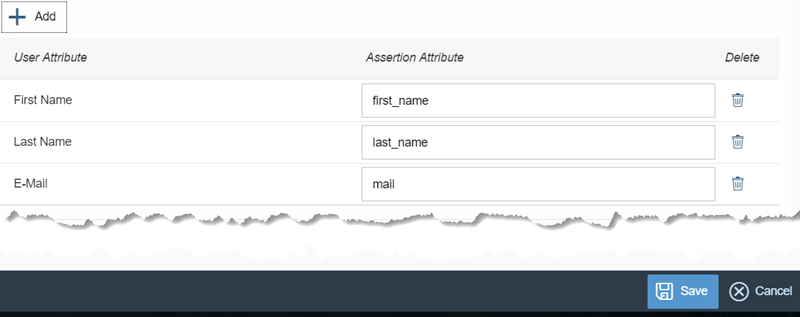 Add
User Attribute Assertion Attribute Delete
First Name first_name
Last Name last_name
E-Mail mail
Save Cancel